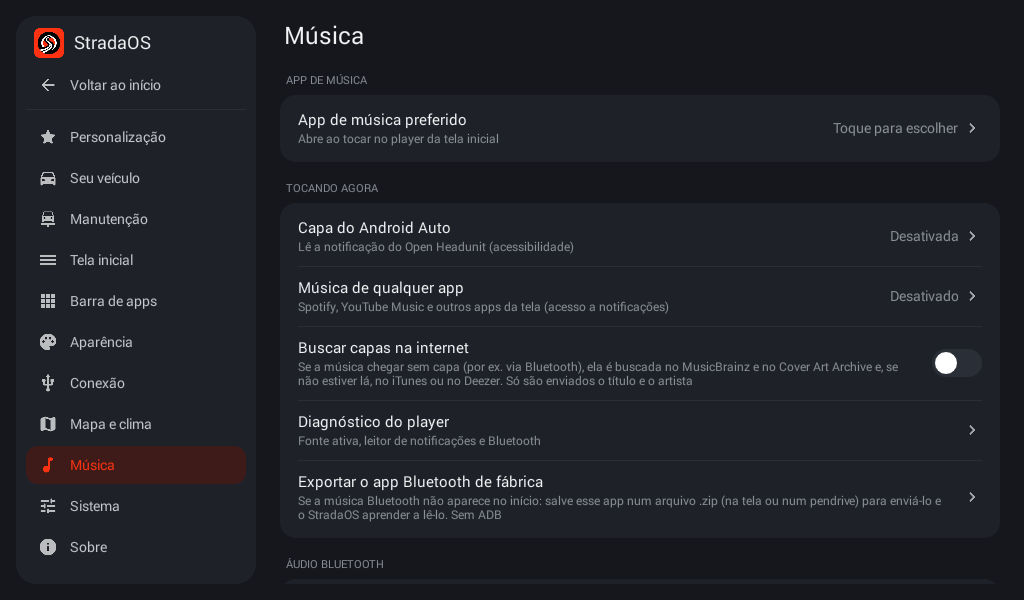 StradaOS
Voltar ao início
Personalização
Seu veículo
Manutenção
Tela inicial
Barra de apps
Aparência
Conexão
Mapa e clima
Música
Sistema
Sobre
Música
APP DE MÚSICA
App de música preferido
Abre ao tocar no player da tela inicial
Toque para escolher
TOCANDO AGORA
Capa do Android Auto
Lê a notificação do Open Headunit (acessibilidade)
Desativada
Música de qualquer app
Spotify, YouTube Music e outros apps da tela (acesso a notificações)
Desativado
Buscar capas na internet
Se a música chegar sem capa (por ex. via Bluetooth), ela é buscada no MusicBrainz e no Cover Art Archive e, se
não estiver lá, no iTunes ou no Deezer. Só são enviados o título e o artista
Diagnóstico do player
Fonte ativa, leitor de notificações e Bluetooth
Exportar o app Bluetooth de fábrica
Se a música Bluetooth não aparece no início: salve esse app num arquivo .zip (na tela ou num pendrive) para enviá-lo e
o StradaOS aprender a lê-lo. Sem ADB
ÁUDIO BLUETOOTH